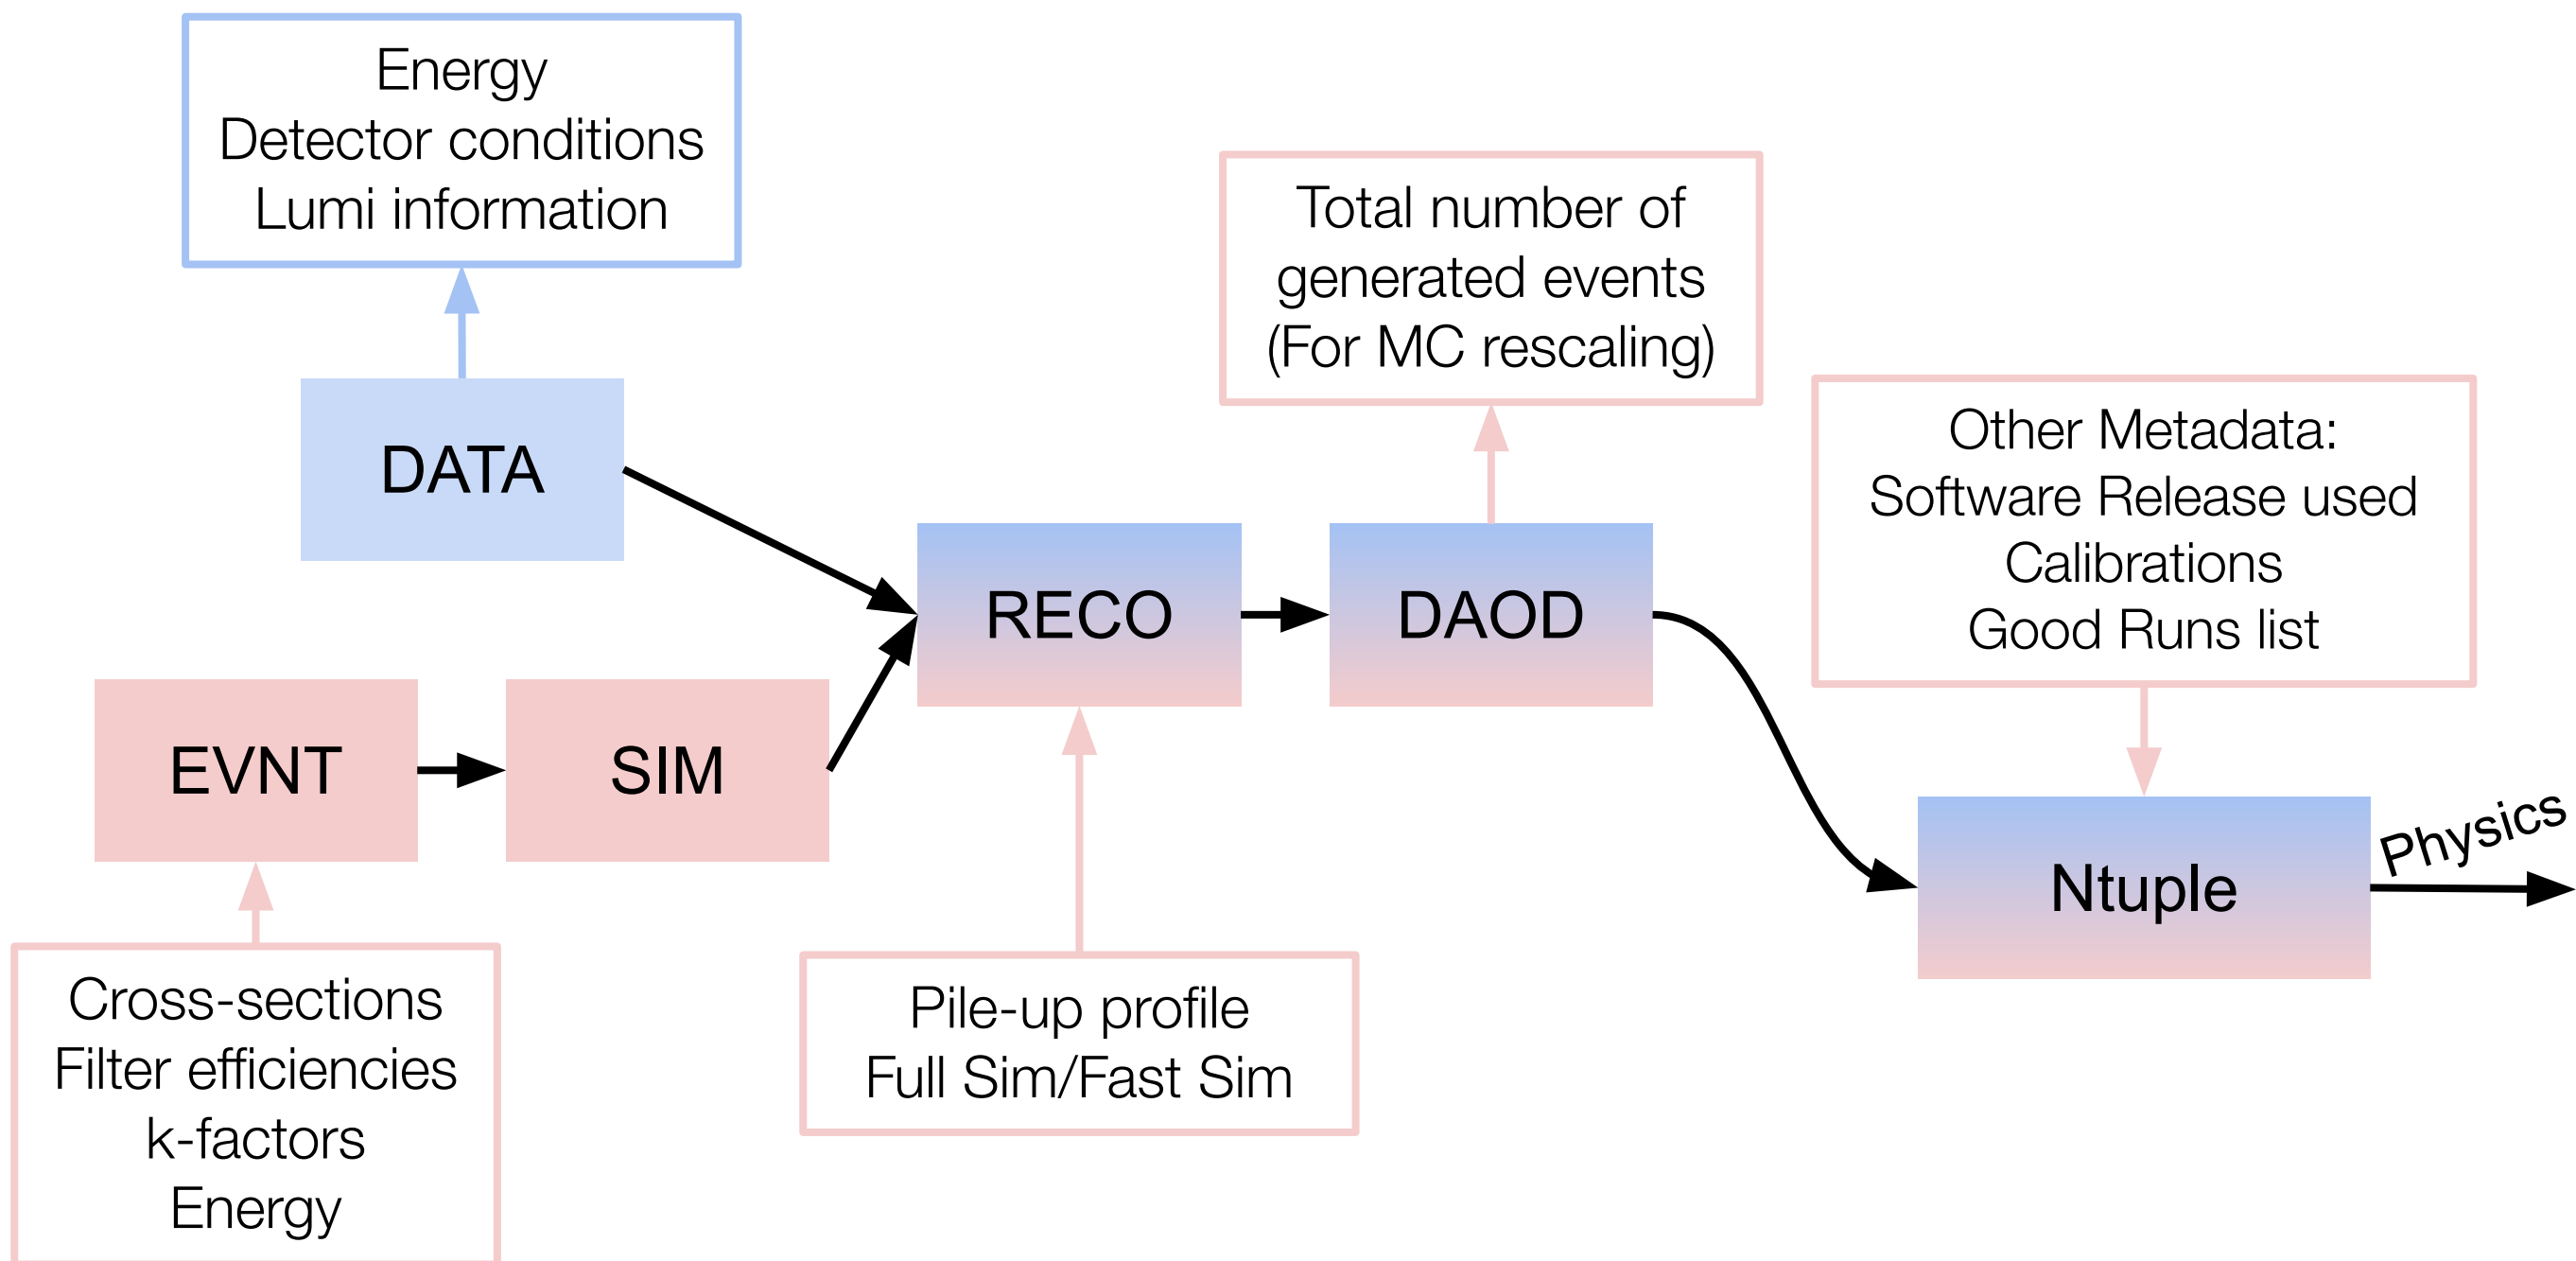 Energy
Detector conditions
Lumi information
DATA
Total number of
generated events
(For MC rescaling)
Other Metadata:
Software Release used
Calibrations
Good Runs list
RECO
DAOD
EVNT
SIM
Ntuple
Physics
Cross-sections
Filter efficiencies
k-factors
Energy
Pile-up profile
Full Sim/Fast Sim